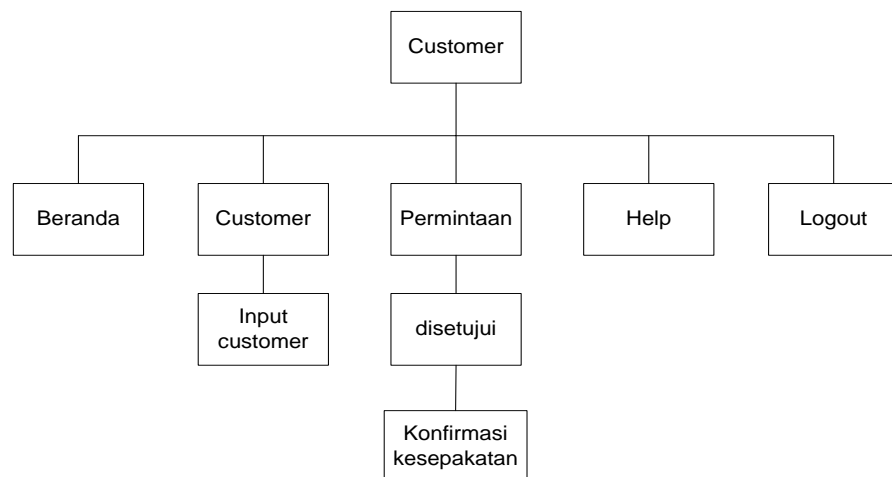 Customer
Beranda
Customer
Permintaan
Help
Logout
Input
customer
disetujui
Konfirmasi
kesepakatan